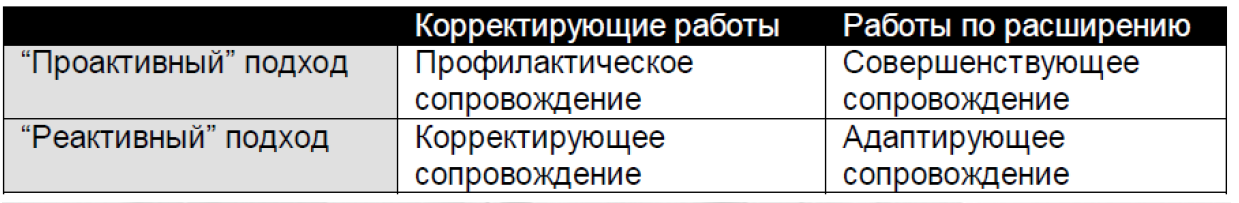 Корректирующие работы Работы по расширению
“Проактивный” подход Профилактическое Совершенствующее
сопровождение сопровождение
“Реактивный” подход Корректирующее Адаптирующее
сопровождение сопровождение